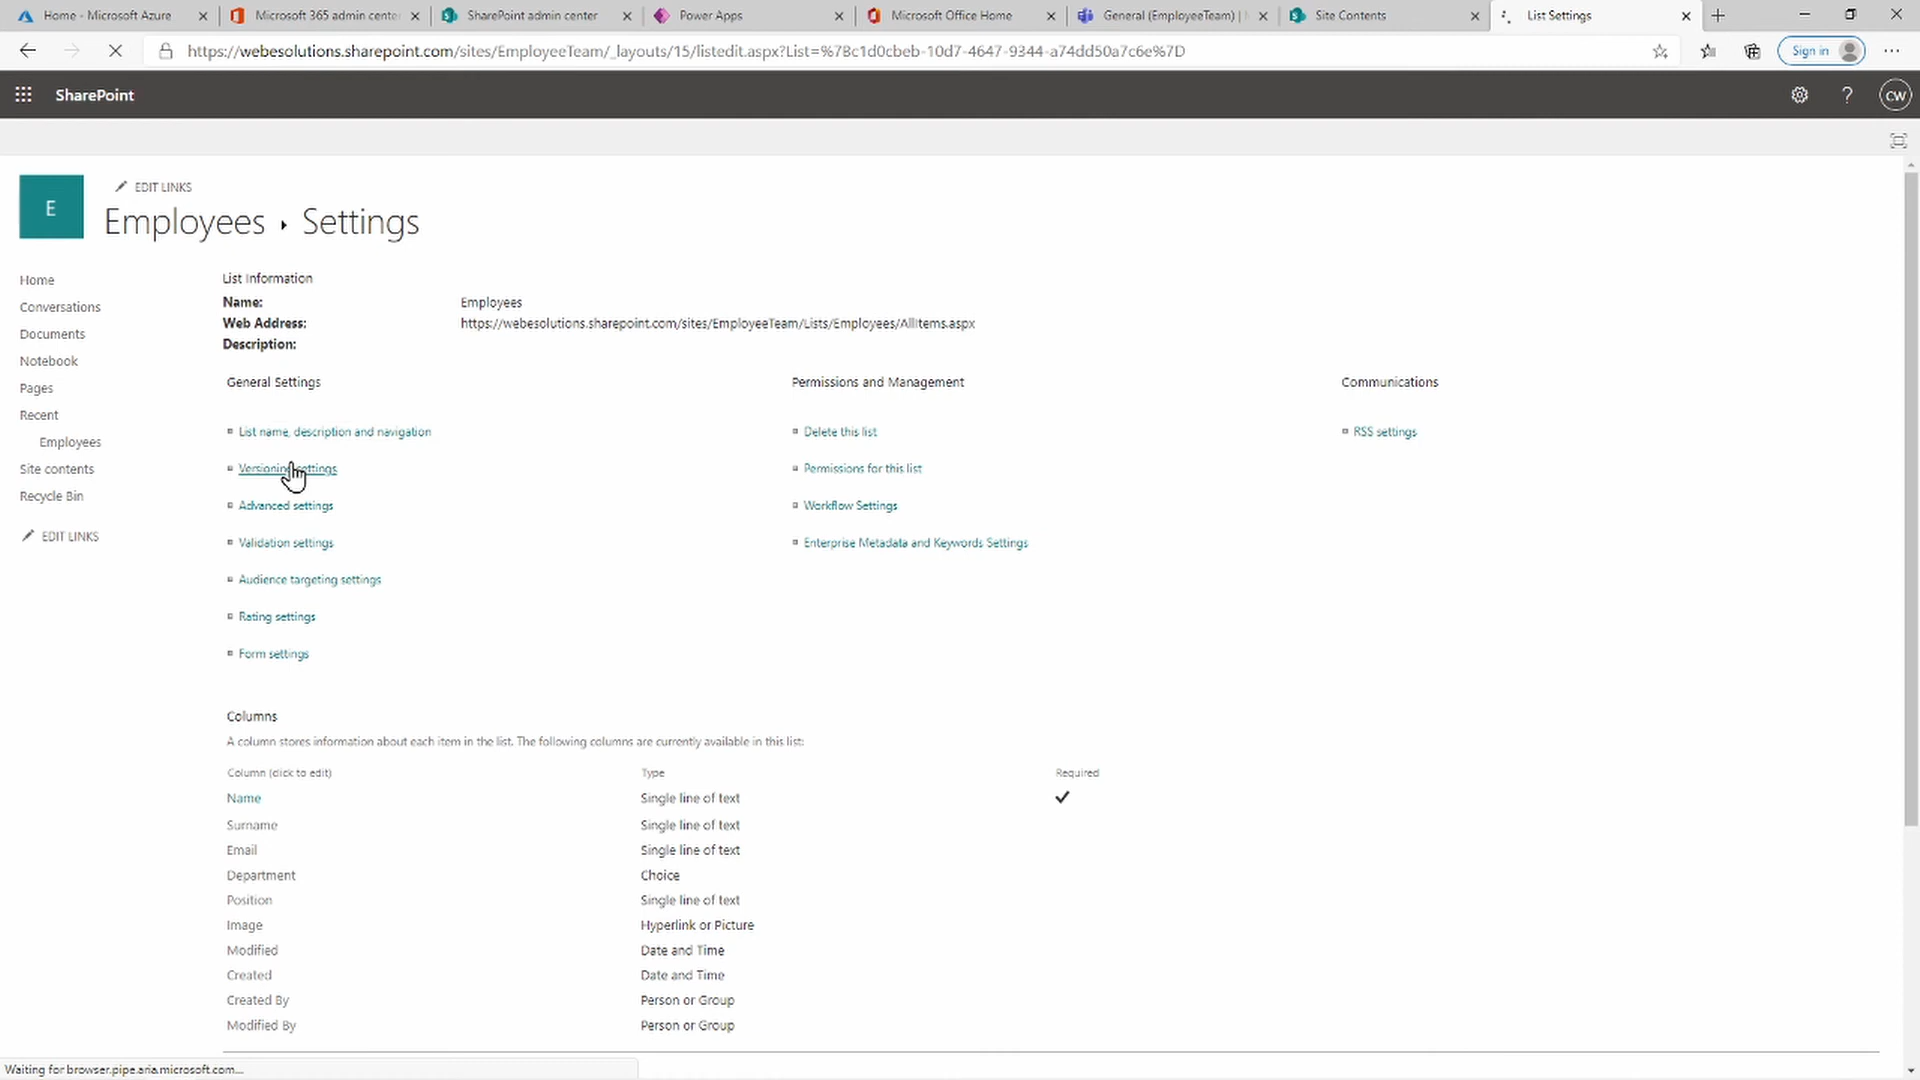 Home - Microsoft Azure
Microsoft 365 admin center
SharePoint admin center
Power Apps
Microsoft Office Home
General (EmployeeTeam) |
Site Contents
List Settings
https://webesolutions.sharepoint.com/sites/EmployeeTeam/_layouts/15/listedit.aspx?List=%7Bc1d0cbeb-10d7-4647-9344-a74dd50a7c6e%7D
Sign in
SharePoint
?
CW
E
EDIT LINKS
Employees ▸ Settings
Home
Conversations
Documents
Notebook
Pages
Recent
Employees
Site contents
Recycle Bin
EDIT LINKS
List Information
Name: Employees
Web Address: https://webesolutions.sharepoint.com/sites/EmployeeTeam/Lists/Employees/AllItems.aspx
Description:
General Settings
List name, description and navigation
Versioning settings
Advanced settings
Validation settings
Audience targeting settings
Rating settings
Form settings
Permissions and Management
Delete this list
Permissions for this list
Workflow Settings
Enterprise Metadata and Keywords Settings
Communications
RSS settings
Columns
A column stores information about each item in the list. The following columns are currently available in this list:
Column (click to edit) Type Required
Name Single line of text ✓
Surname Single line of text
Email Single line of text
Department Choice
Position Single line of text
Image Hyperlink or Picture
Modified Date and Time
Created Date and Time
Created By Person or Group
Modified By Person or Group
Waiting for browser.pipe.aria.microsoft.com...